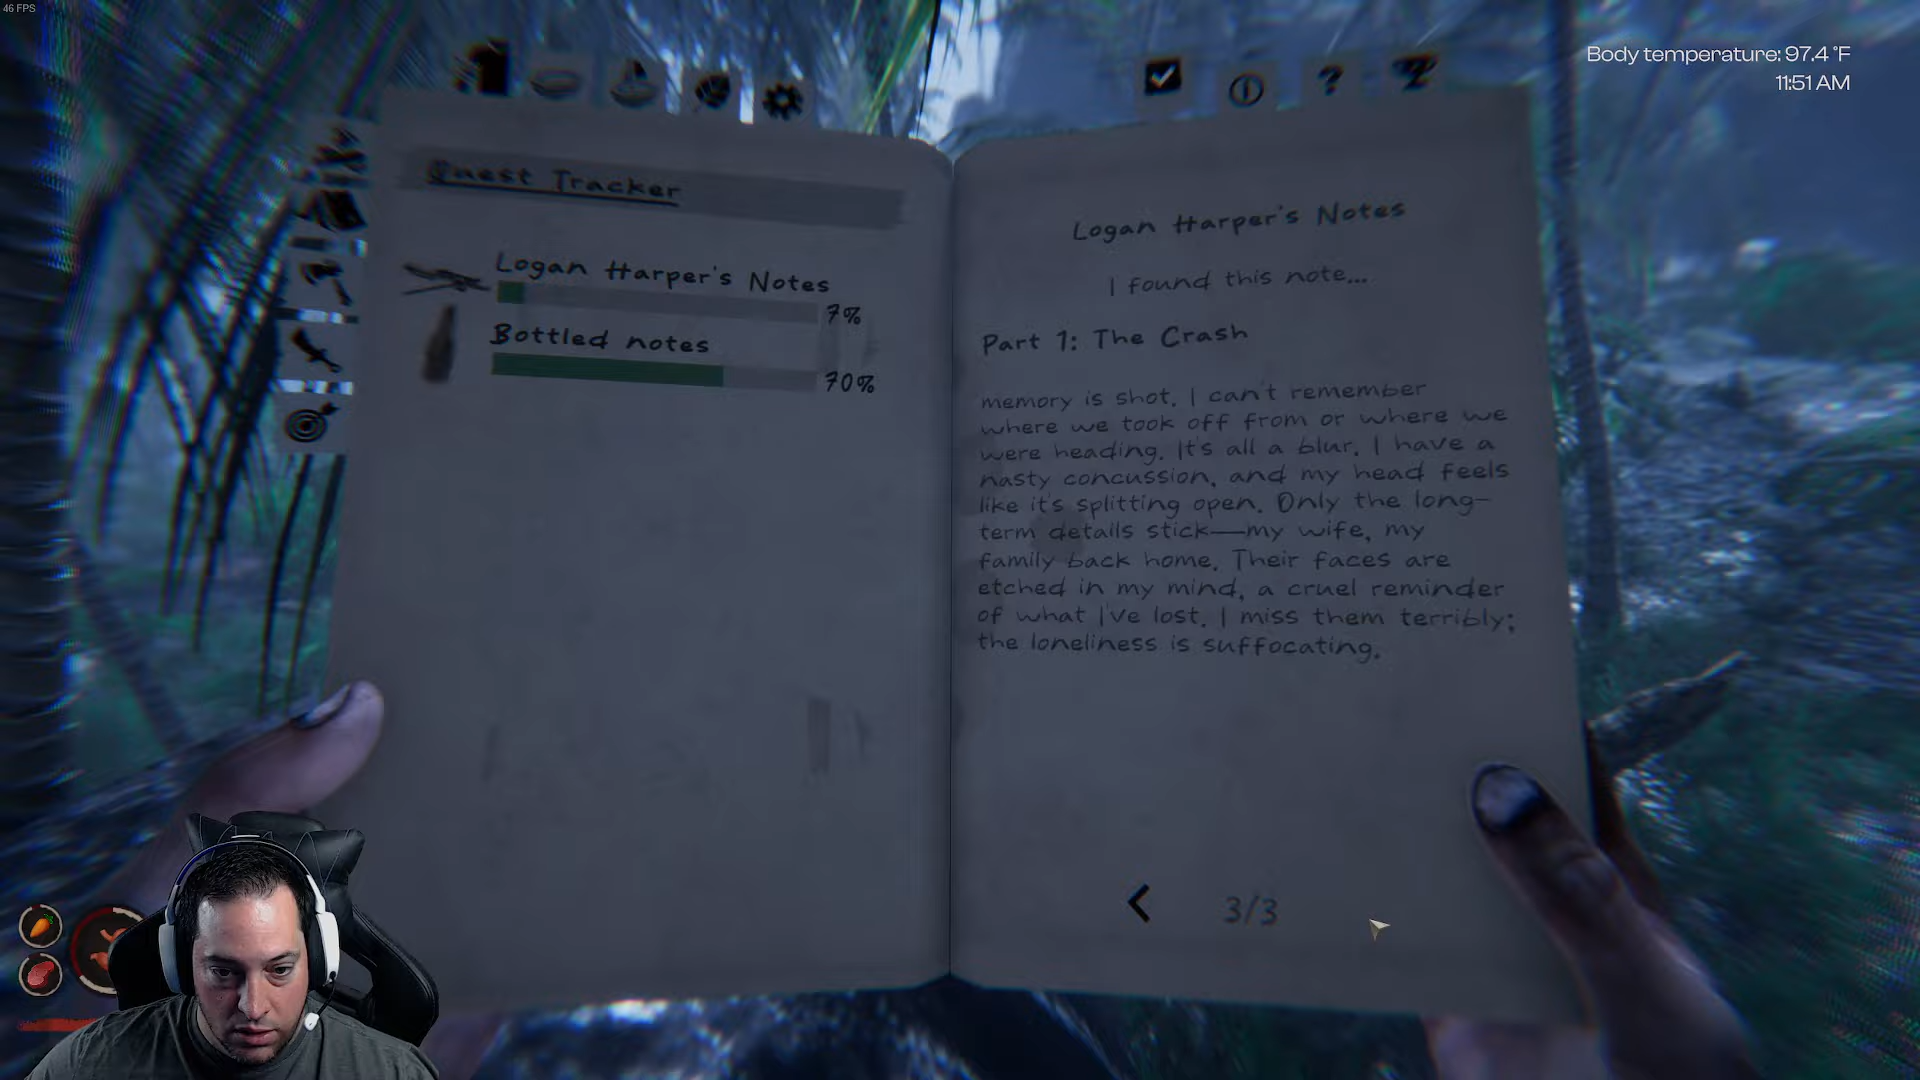 46 FPS
Body temperature: 97.4 °F
11:51 AM
Quest Tracker
Logan Harper's Notes
7%
Bottled notes
70%
Logan Harper's Notes
I found this note...
Part 1: The Crash
memory is shot. I can't remember
where we took off from or where we
were heading. It's all a blur. I have a
nasty concussion, and my head feels
like it's splitting open. Only the long-
term details stick—my wife, my
family back home. Their faces are
etched in my mind, a cruel reminder
of what I've lost. I miss them terribly;
the loneliness is suffocating.
3/3